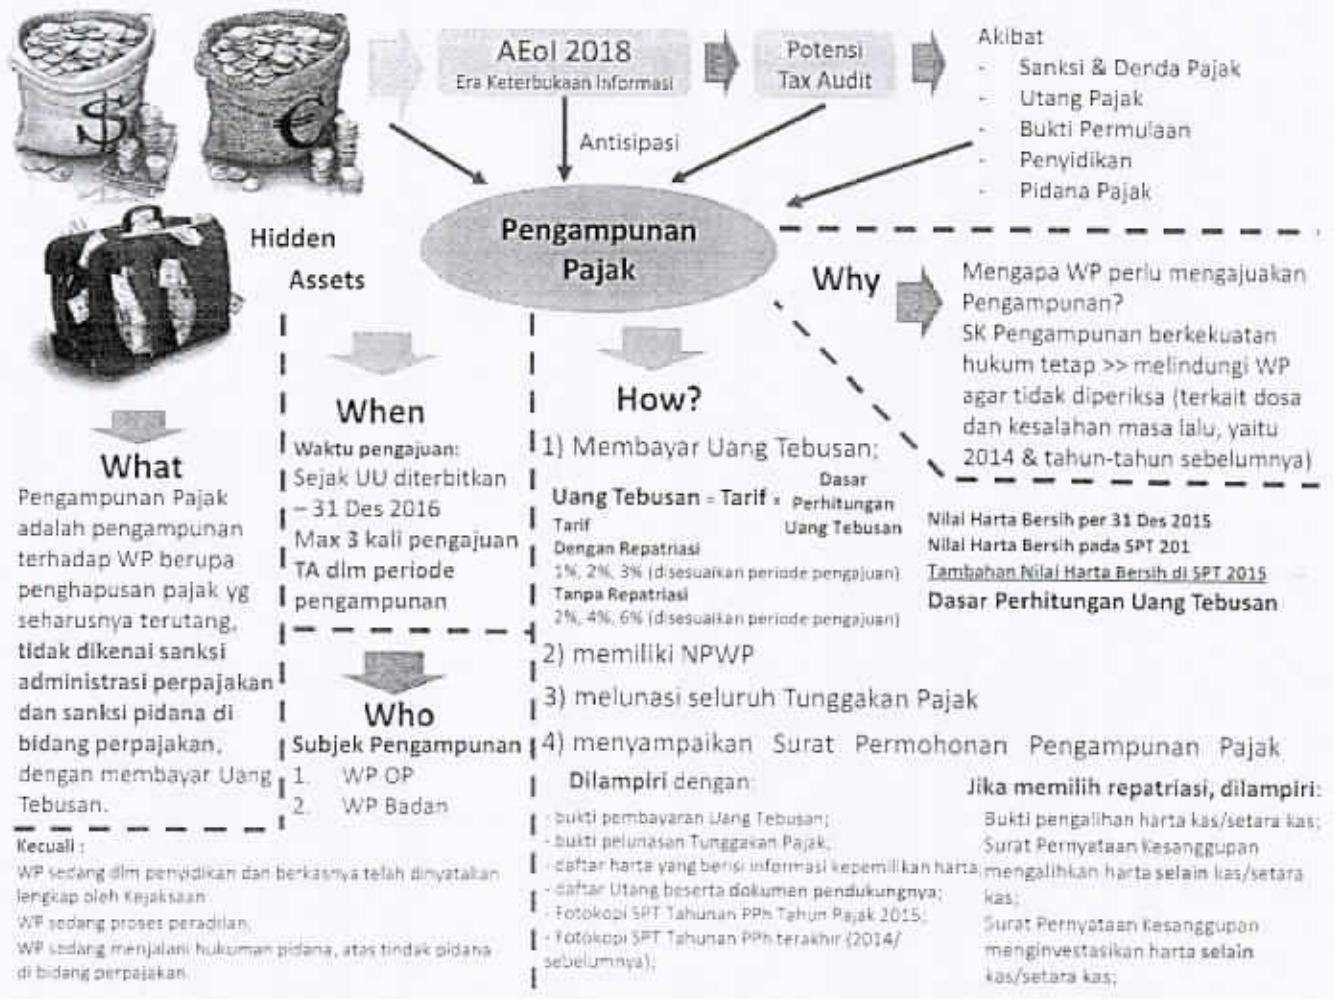 AEoI 2018
Era Keterbukaan Informasi
Potensi
Tax Audit
Akibat
- Sanksi & Denda Pajak
- Utang Pajak
- Bukti Permulaan
- Penyidikan
- Pidana Pajak
$
€
Antisipasi
Hidden
Assets
Pengampunan
Pajak
Why
Mengapa WP perlu mengajuakan
Pengampunan?
SK Pengampunan berkekuatan
hukum tetap >> melindungi WP
agar tidak diperiksa (terkait dosa
dan kesalahan masa lalu, yaitu
2014 & tahun-tahun sebelumnya)
What
Pengampunan Pajak
adalah pengampunan
terhadap WP berupa
penghapusan pajak yg
seharusnya terutang,
tidak dikenai sanksi
administrasi perpajakan
dan sanksi pidana di
bidang perpajakan,
dengan membayar Uang
Tebusan.
Kecuali :
WP sedang dlm penyidikan dan berkasnya telah dinyatakan
lengkap oleh Kejaksaan
WP sedang proses peradilan,
WP sedang menjalani hukuman pidana, atas tindak pidana
di bidang perpajakan.
When
Waktu pengajuan:
Sejak UU diterbitkan
– 31 Des 2016
Max 3 kali pengajuan
TA dlm periode
pengampunan
Who
Subjek Pengampunan
1. WP OP
2. WP Badan
How?
1) Membayar Uang Tebusan;
Uang Tebusan = Tarif x Dasar
Perhitungan
Uang Tebusan
Tarif
Dengan Repatriasi
1%, 2%, 3% (disesuaikan periode pengajuan)
Tanpa Repatriasi
2%, 4%, 6% (disesuaikan periode pengajuan)
Nilai Harta Bersih per 31 Des 2015
Nilai Harta Bersih pada SPT 201
Tambahan Nilai Harta Bersih di SPT 2015
Dasar Perhitungan Uang Tebusan
2) memiliki NPWP
3) melunasi seluruh Tunggakan Pajak
4) menyampaikan Surat Permohonan Pengampunan Pajak
Dilampiri dengan:
- bukti pembayaran Uang Tebusan;
- bukti pelunasan Tunggakan Pajak;
- daftar harta yang berisi informasi kepemilikan harta;
- daftar Utang beserta dokumen pendukungnya;
- Fotokopi SPT Tahunan PPh Tahun Pajak 2015;
- Fotokopi SPT Tahunan PPh terakhir (2014/
sebelumnya);
Jika memilih repatriasi, dilampiri:
Bukti pengalihan harta kas/setara kas;
Surat Pernyataan Kesanggupan
mengalihkan harta selain kas/setara
kas;
Surat Pernyataan Kesanggupan
menginvestasikan harta selain
kas/setara kas;